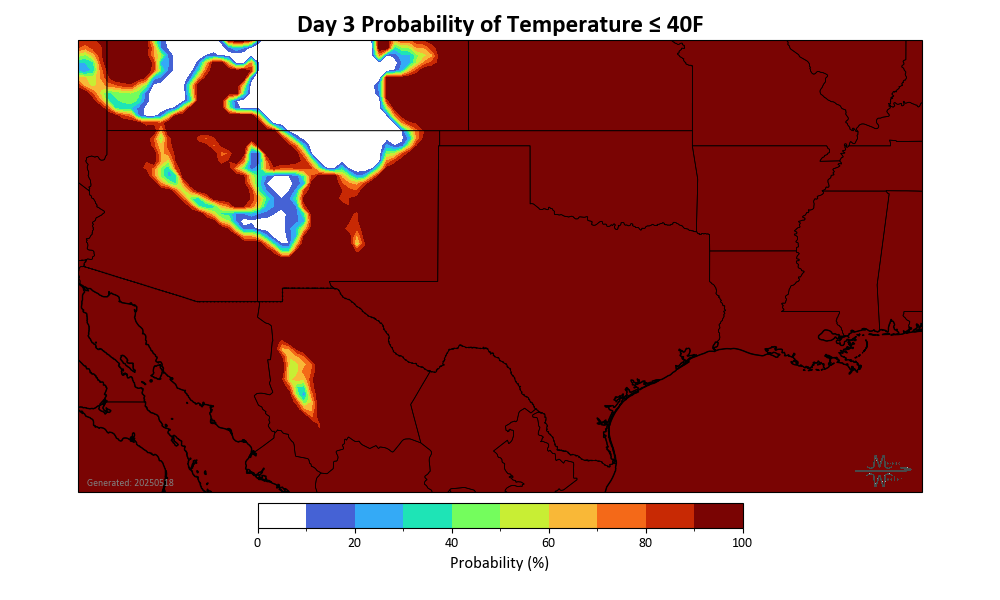 Day 3 Probability of Temperature ≤ 40F
Generated: 20250518
0 20 40 60 80 100
Probability (%)